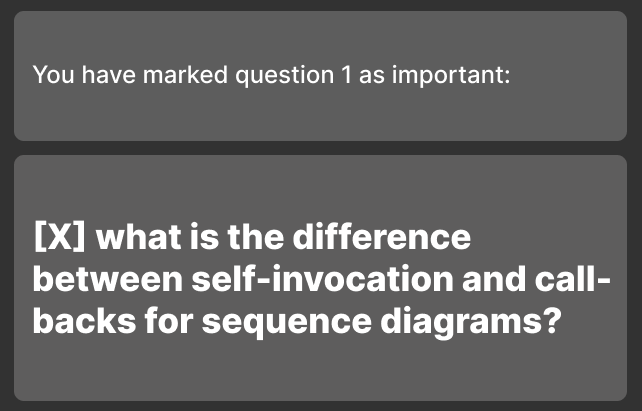 You have marked question 1 as important:
[X] what is the difference
between self-invocation and call-
backs for sequence diagrams?